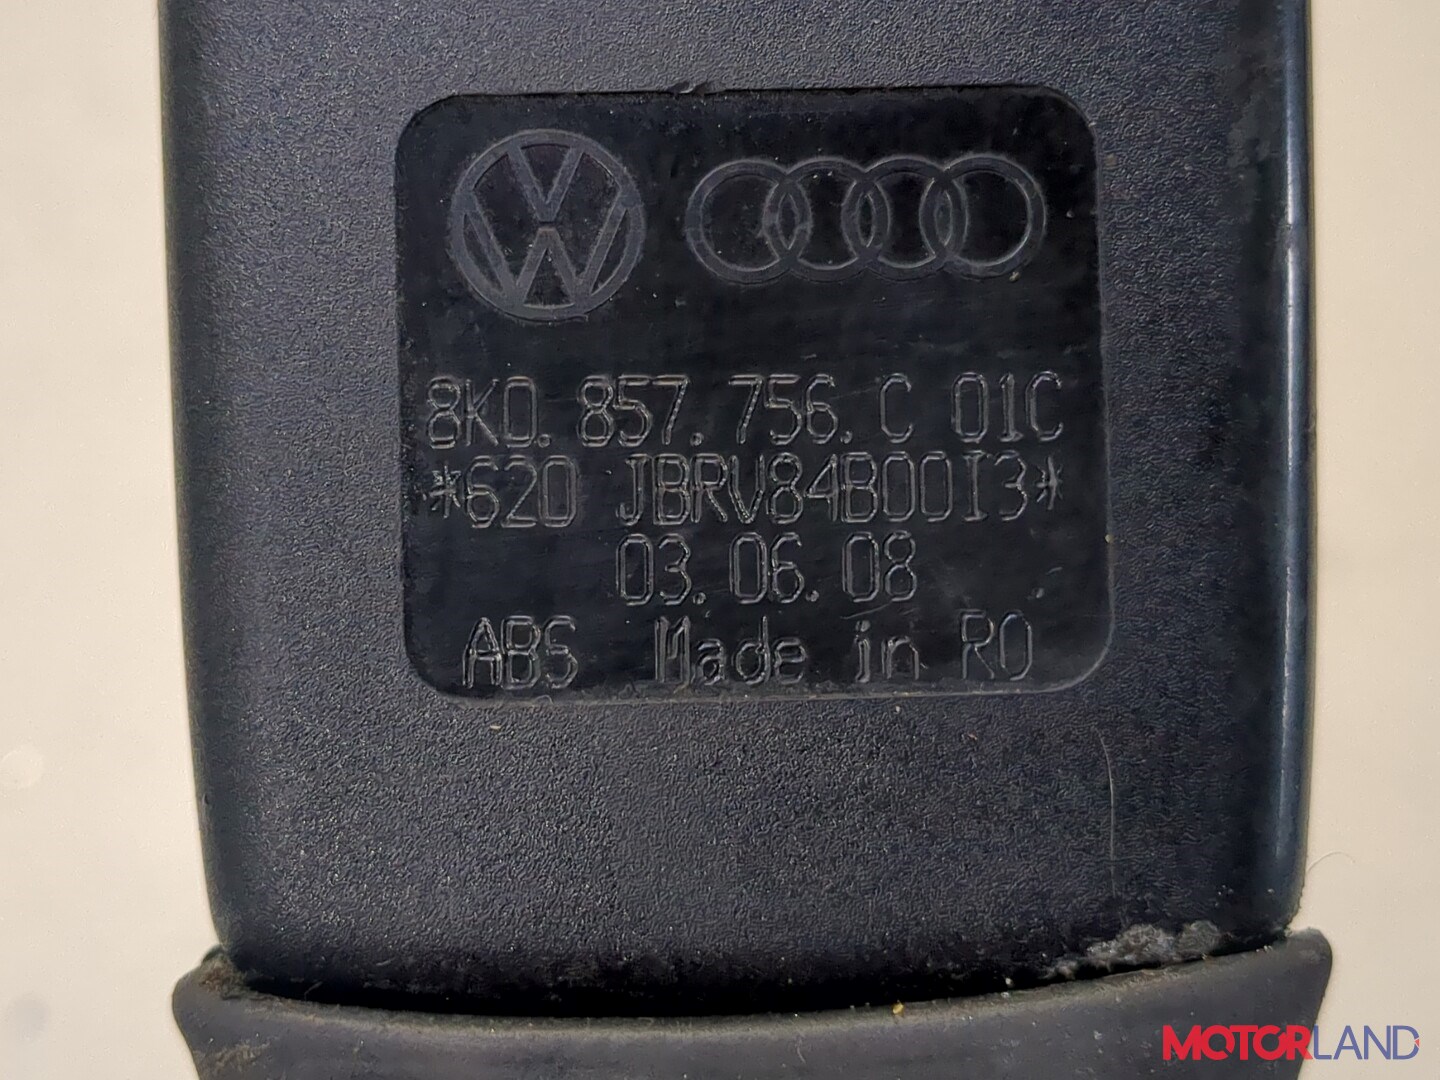 8K0. 857. 756. C 01C
*620 JBRV84B00I3*
03. 06. 08
ABS Made in RO
MOTORLAND